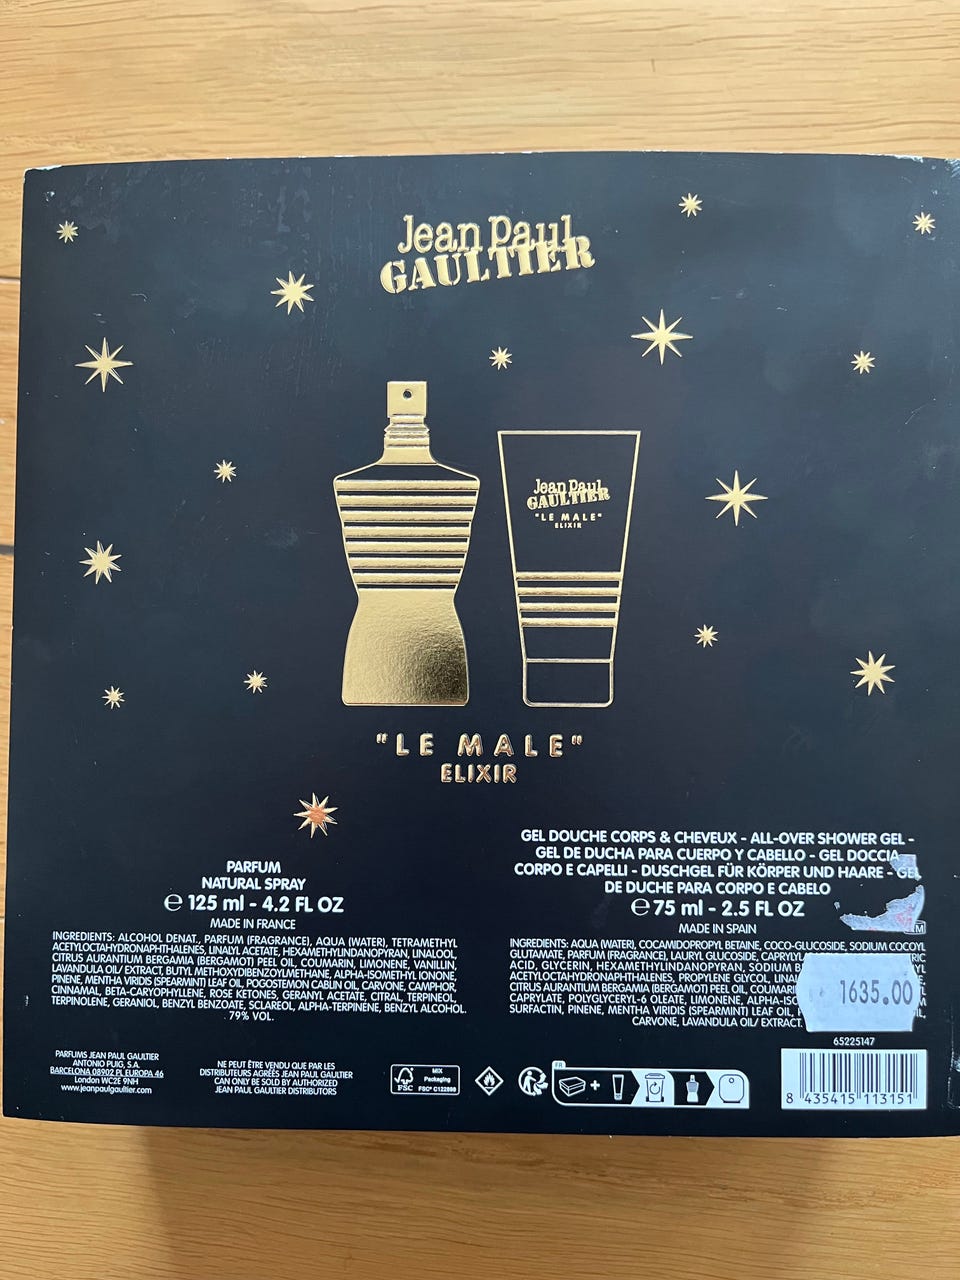 Jean Paul
GAULTIER
Jean Paul
GAULTIER
"LE MALE"
ELIXIR
"LE MALE"
ELIXIR
PARFUM
NATURAL SPRAY
℮ 125 ml - 4.2 FL OZ
MADE IN FRANCE
INGREDIENTS: ALCOHOL DENAT., PARFUM (FRAGRANCE), AQUA (WATER), TETRAMETHYL
ACETYLOCTAHYDRONAPHTHALENES, LINALYL ACETATE, HEXAMETHYLINDANOPYRAN, LINALOOL,
CITRUS AURANTIUM BERGAMIA (BERGAMOT) PEEL OIL, COUMARIN, LIMONENE, VANILLIN,
LAVANDULA OIL/ EXTRACT, BUTYL METHOXYDIBENZOYLMETHANE, ALPHA-ISOMETHYL IONONE,
PINENE, MENTHA VIRIDIS (SPEARMINT) LEAF OIL, POGOSTEMON CABLIN OIL, CARVONE, CAMPHOR,
CINNAMAL, BETA-CARYOPHYLLENE, ROSE KETONES, GERANYL ACETATE, CITRAL, TERPINEOL,
TERPINOLENE, GERANIOL, BENZYL BENZOATE, SCLAREOL, ALPHA-TERPINENE, BENZYL ALCOHOL.
79% VOL.
GEL DOUCHE CORPS & CHEVEUX - ALL-OVER SHOWER GEL -
GEL DE DUCHA PARA CUERPO Y CABELLO - GEL DOCCIA
CORPO E CAPELLI - DUSCHGEL FÜR KÖRPER UND HAARE - GEL
DE DUCHE PARA CORPO E CABELO
℮ 75 ml - 2.5 FL OZ
MADE IN SPAIN
INGREDIENTS: AQUA (WATER), COCAMIDOPROPYL BETAINE, COCO-GLUCOSIDE, SODIUM COCOYL
GLUTAMATE, PARFUM (FRAGRANCE), LAURYL GLUCOSIDE,
ACID, GLYCERIN, HEXAMETHYLINDANOPYRAN, SODIUM
ACETYLOCTAHYDRONAPHTHALENES, PROPYLENE GLYCOL,
CITRUS AURANTIUM BERGAMIA (BERGAMOT) PEEL OIL,
CAPRYLATE, POLYGLYCERYL-6 OLEATE, LIMONENE,
SURFACTIN, PINENE, MENTHA VIRIDIS (SPEARMINT) LEAF OIL,
CARVONE, LAVANDULA OIL/ EXTRACT.
1635.00
65225147
8 435415 113151
PARFUMS JEAN PAUL GAULTIER
ANTONIO PUIG, S.A.
BARCELONA 08902 PL EUROPA 46
London WC2E 9NH
www.jeanpaulgaultier.com
NE PEUT ÊTRE VENDU QUE PAR LES
DISTRIBUTEURS AGRÉÉS JEAN PAUL GAULTIER
CAN ONLY BE SOLD BY AUTHORIZED
JEAN PAUL GAULTIER DISTRIBUTORS
FSC
MIX
Packaging
FR
+